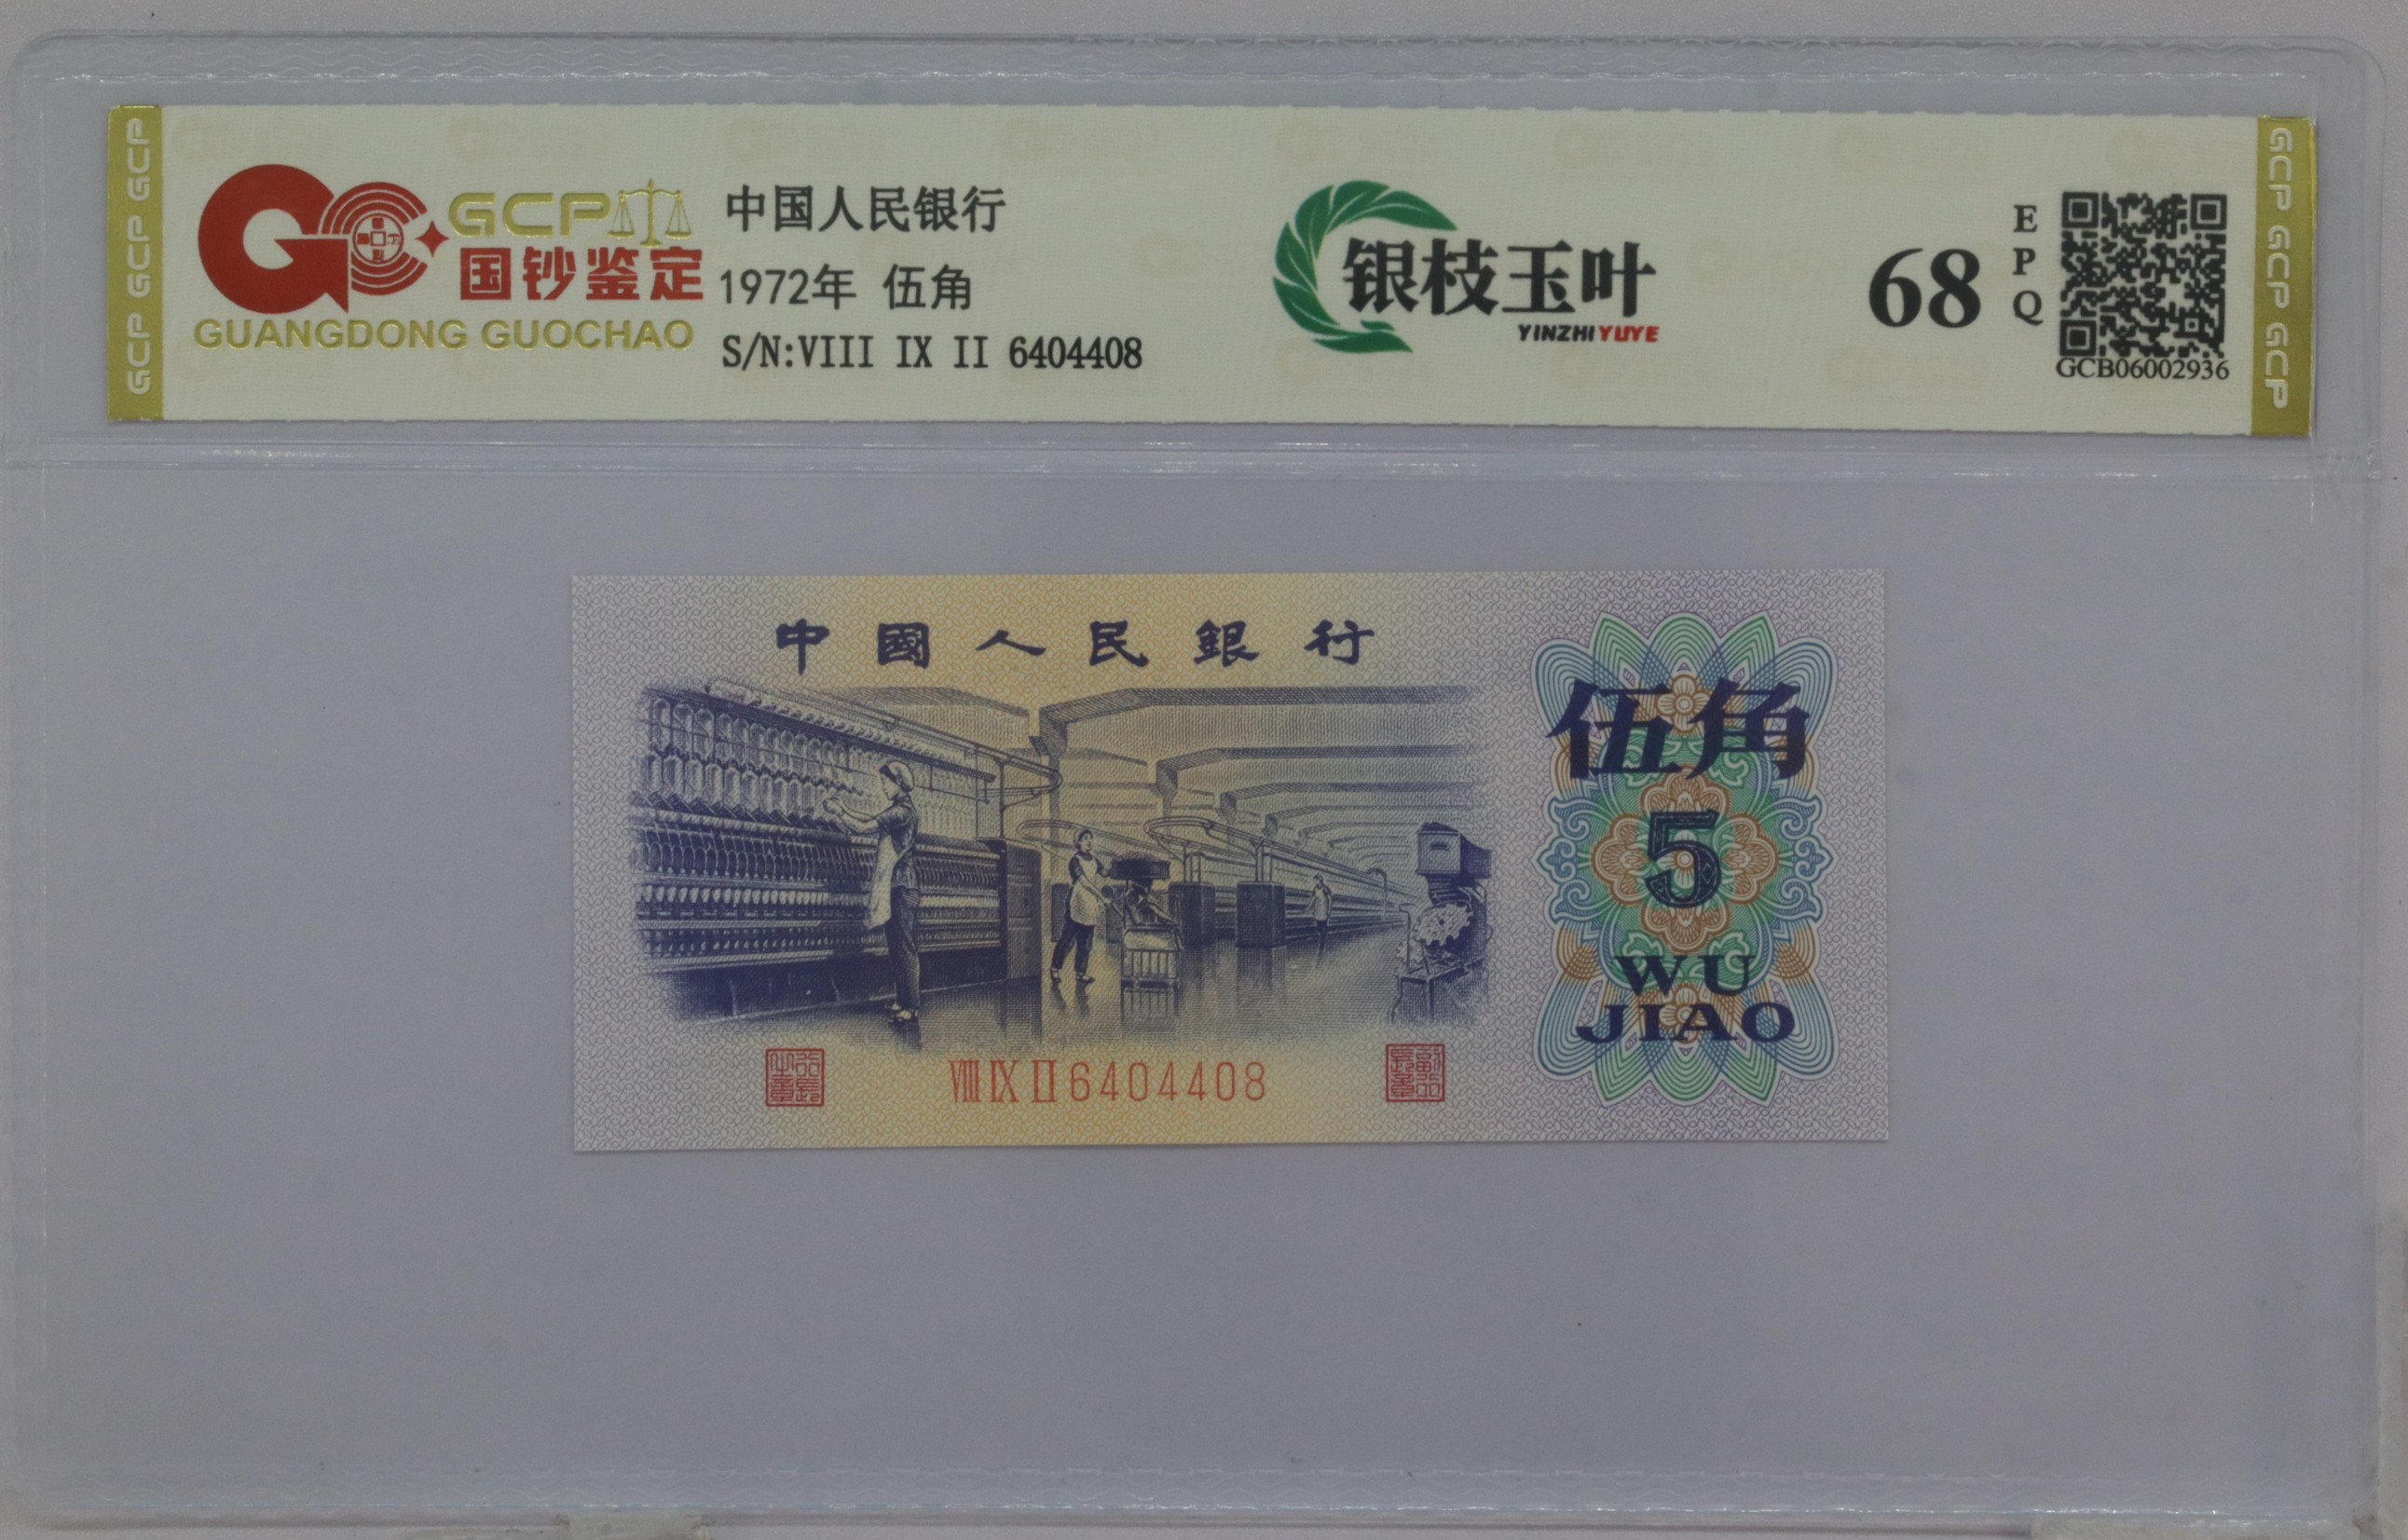 GCP GCP GCP
GCP
国钞鉴定
GUANGDONG GUOCHAO
中国人民银行
1972年 伍角
S/N:VIII IX II 6404408
银枝玉叶
YINZHIYUYE
68
EPQ
GCB06002936
GCP GCP GCP
中國人民銀行
伍角
5
WU
JIAO
VIII IX II 6404408